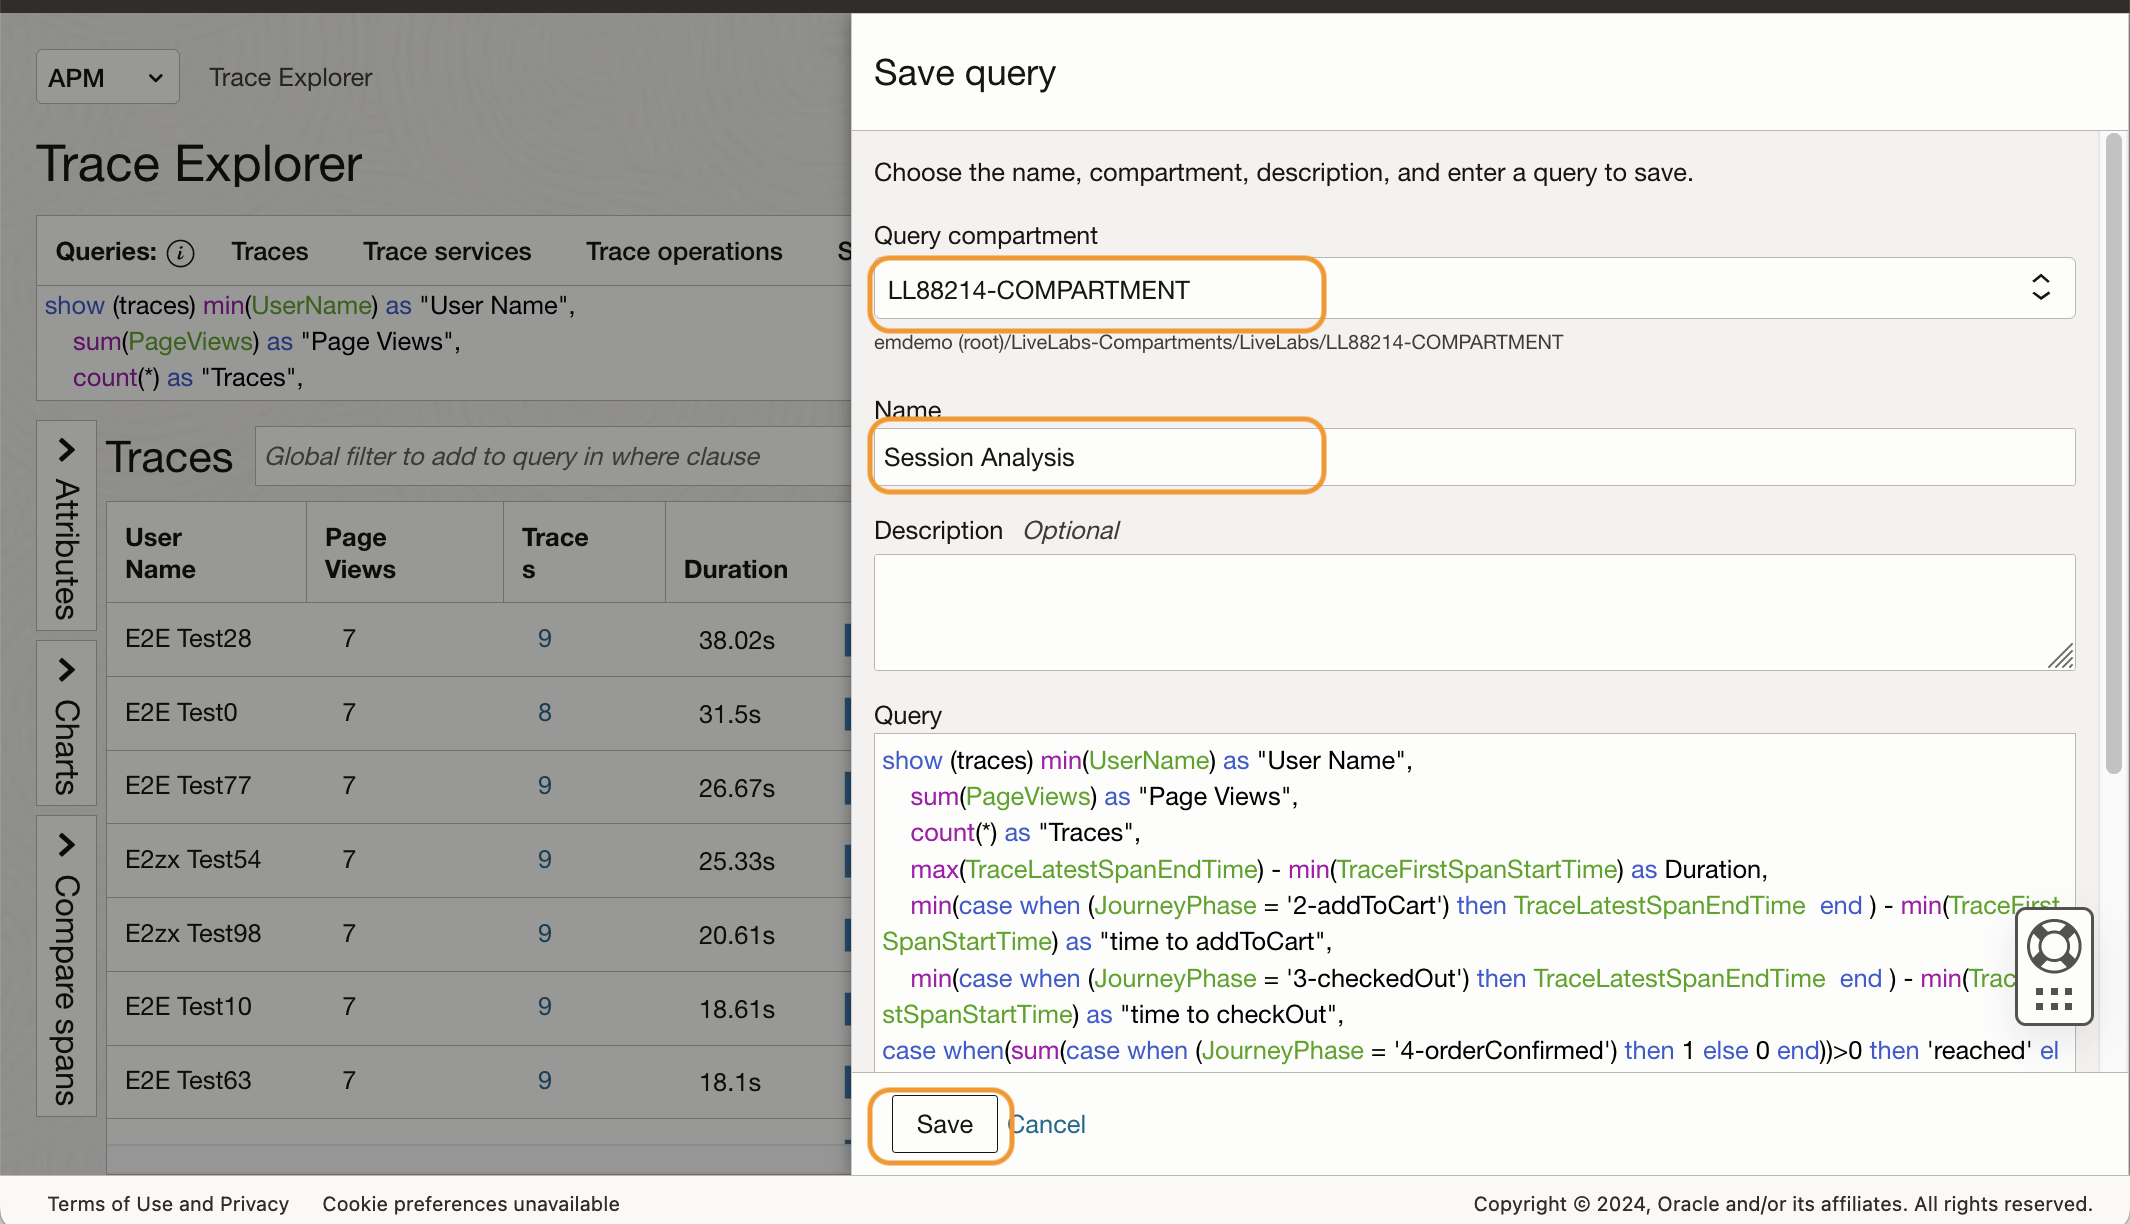 APM
Trace Explorer
Trace Explorer
Queries: i Traces Trace services Trace operations S
show (traces) min(UserName) as "User Name",
sum(PageViews) as "Page Views",
count(*) as "Traces",
Attributes
Charts
Compare spans
Traces
Global filter to add to query in where clause
User Name Page Views Trace s Duration
E2E Test28 7 9 38.02s
E2E Test0 7 8 31.5s
E2E Test77 7 9 26.67s
E2zx Test54 7 9 25.33s
E2zx Test98 7 9 20.61s
E2E Test10 7 9 18.61s
E2E Test63 7 9 18.1s
Save query
Choose the name, compartment, description, and enter a query to save.
Query compartment
LL88214-COMPARTMENT
emdemo (root)/LiveLabs-Compartments/LiveLabs/LL88214-COMPARTMENT
Name
Session Analysis
Description Optional
Query
show (traces) min(UserName) as "User Name",
sum(PageViews) as "Page Views",
count(*) as "Traces",
max(TraceLatestSpanEndTime) - min(TraceFirstSpanStartTime) as Duration,
min(case when (JourneyPhase = '2-addToCart') then TraceLatestSpanEndTime end ) - min(TraceFirst
SpanStartTime) as "time to addToCart",
min(case when (JourneyPhase = '3-checkedOut') then TraceLatestSpanEndTime end ) - min(Trac
stSpanStartTime) as "time to checkOut",
case when(sum(case when (JourneyPhase = '4-orderConfirmed') then 1 else 0 end))>0 then 'reached' el
Save Cancel
Terms of Use and Privacy Cookie preferences unavailable
Copyright © 2024, Oracle and/or its affiliates. All rights reserved.